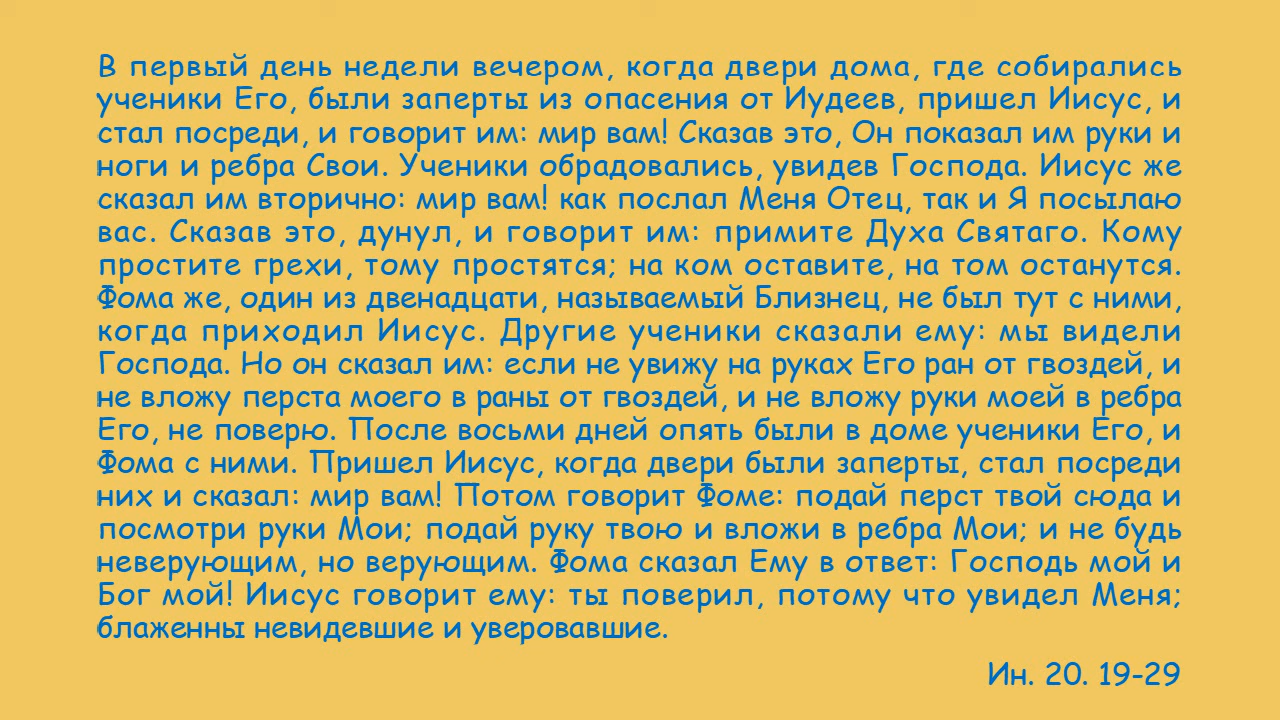 В первый день недели вечером, когда двери дома, где собирались
ученики Его, были заперты из опасения от Иудеев, пришел Иисус, и
стал посреди, и говорит им: мир вам! Сказав это, Он показал им руки и
ноги и ребра Свои. Ученики обрадовались, увидев Господа. Иисус же
сказал им вторично: мир вам! как послал Меня Отец, так и Я посылаю
вас. Сказав это, дунул, и говорит им: примите Духа Святаго. Кому
простите грехи, тому простятся; на ком оставите, на том останутся.
Фома же, один из двенадцати, называемый Близнец, не был тут с ними,
когда приходил Иисус. Другие ученики сказали ему: мы видели
Господа. Но он сказал им: если не увижу на руках Его ран от гвоздей, и
не вложу перста моего в раны от гвоздей, и не вложу руки моей в ребра
Его, не поверю. После восьми дней опять были в доме ученики Его, и
Фома с ними. Пришел Иисус, когда двери были заперты, стал посреди
них и сказал: мир вам! Потом говорит Фоме: подай перст твой сюда и
посмотри руки Мои; подай руку твою и вложи в ребра Мои; и не будь
неверующим, но верующим. Фома сказал Ему в ответ: Господь мой и
Бог мой! Иисус говорит ему: ты поверил, потому что увидел Меня;
блаженны невидевшие и уверовавшие.
Ин. 20. 19-29